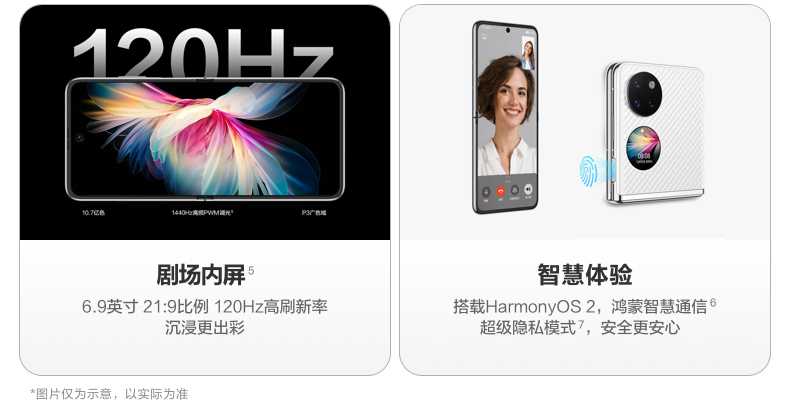 120Hz
10.7亿色
1440Hz高频PWM调光⁵
P3广色域
剧场内屏⁵
6.9英寸 21:9比例 120Hz高刷新率
沉浸更出彩
08:08
智慧体验
搭载HarmonyOS 2，鸿蒙智慧通信⁶
超级隐私模式⁷，安全更安心
*图片仅为示意，以实际为准